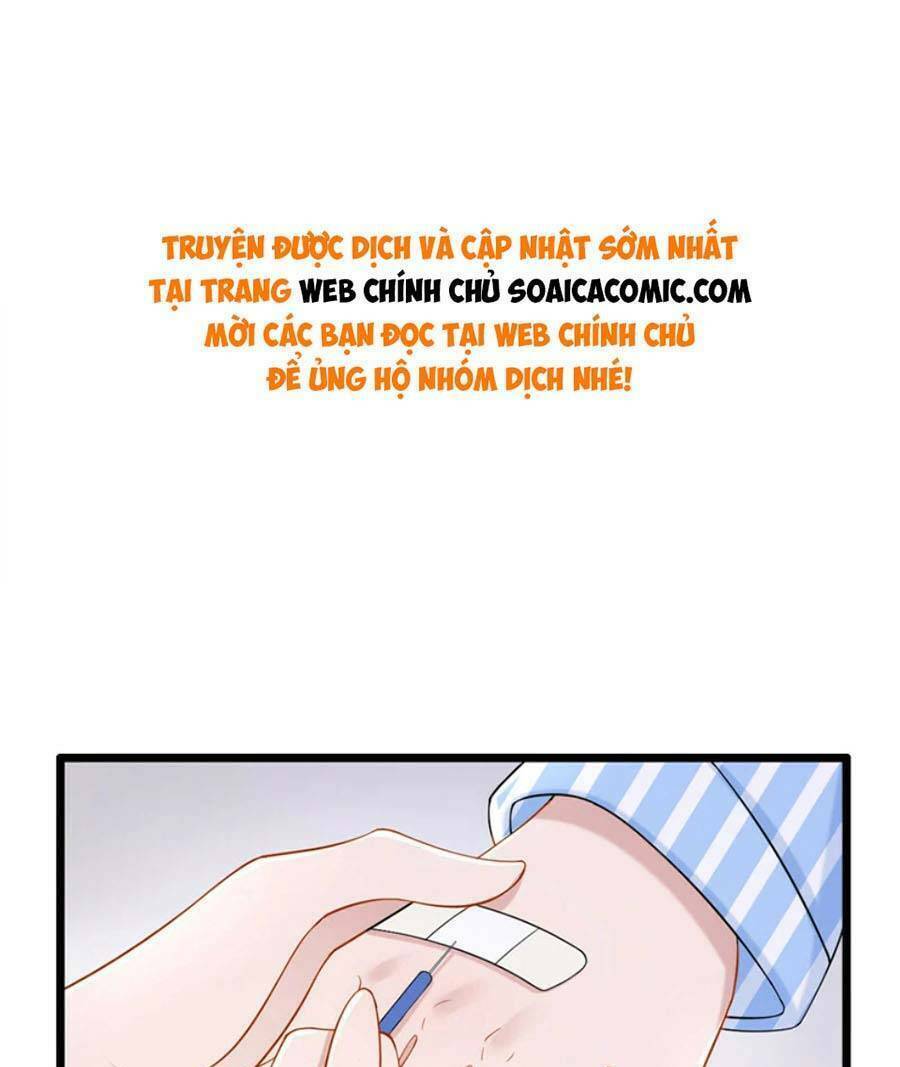 TRUYỆN ĐƯỢC DỊCH VÀ CẬP NHẬT SỚM NHẤT
TẠI TRANG WEB CHÍNH CHỦ SOAICACOMIC.COM
MỜI CÁC BẠN ĐỌC TẠI WEB CHÍNH CHỦ
ĐỂ ỦNG HỘ NHÓM DỊCH NHÉ!